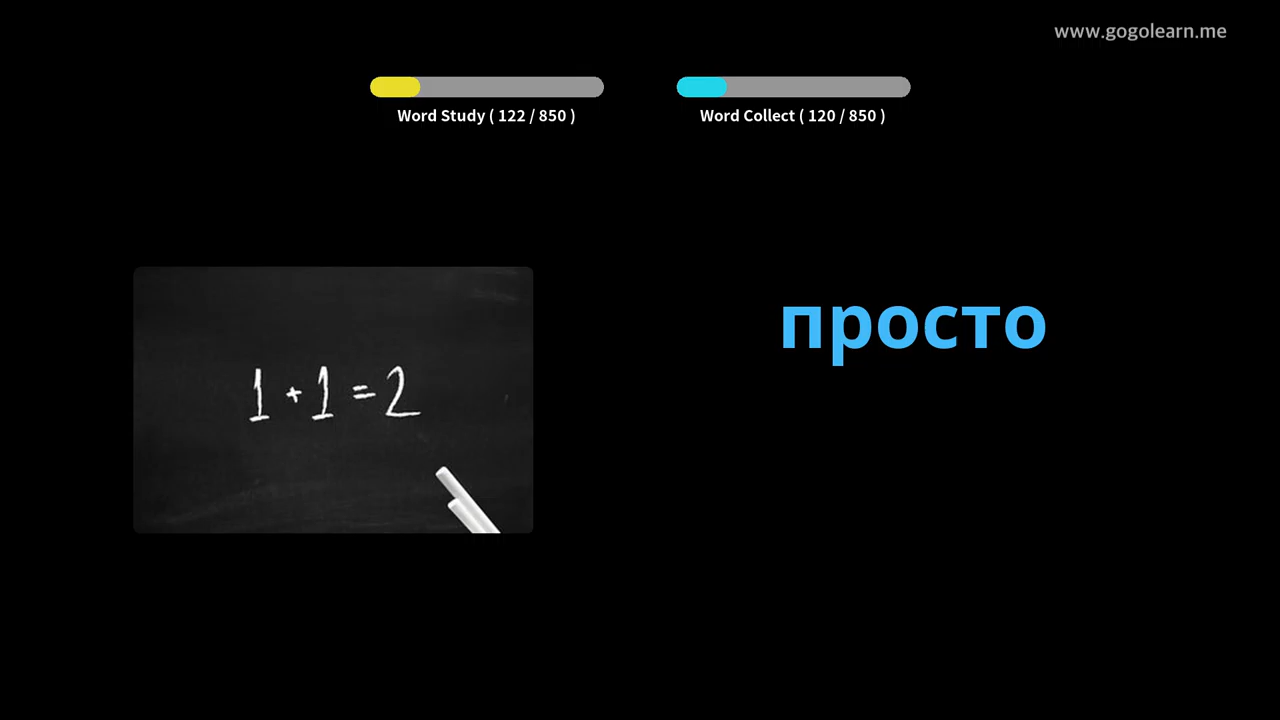 www.gogolearn.me
Word Study ( 122 / 850 )
Word Collect ( 120 / 850 )
просто
1 + 1 = 2